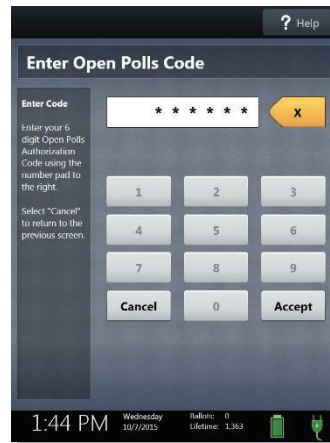 ? Help
Enter Open Polls Code
Enter Code
Enter your 6
digit Open Polls
Authorization
Code using the
number pad to
the right.
Select "Cancel"
to return to the
previous screen.
* * * * * *
X
1 2 3
4 5 6
7 8 9
Cancel 0 Accept
1:44 PM
Wednesday
10/7/2015
Ballots: 0
Lifetime: 1,363